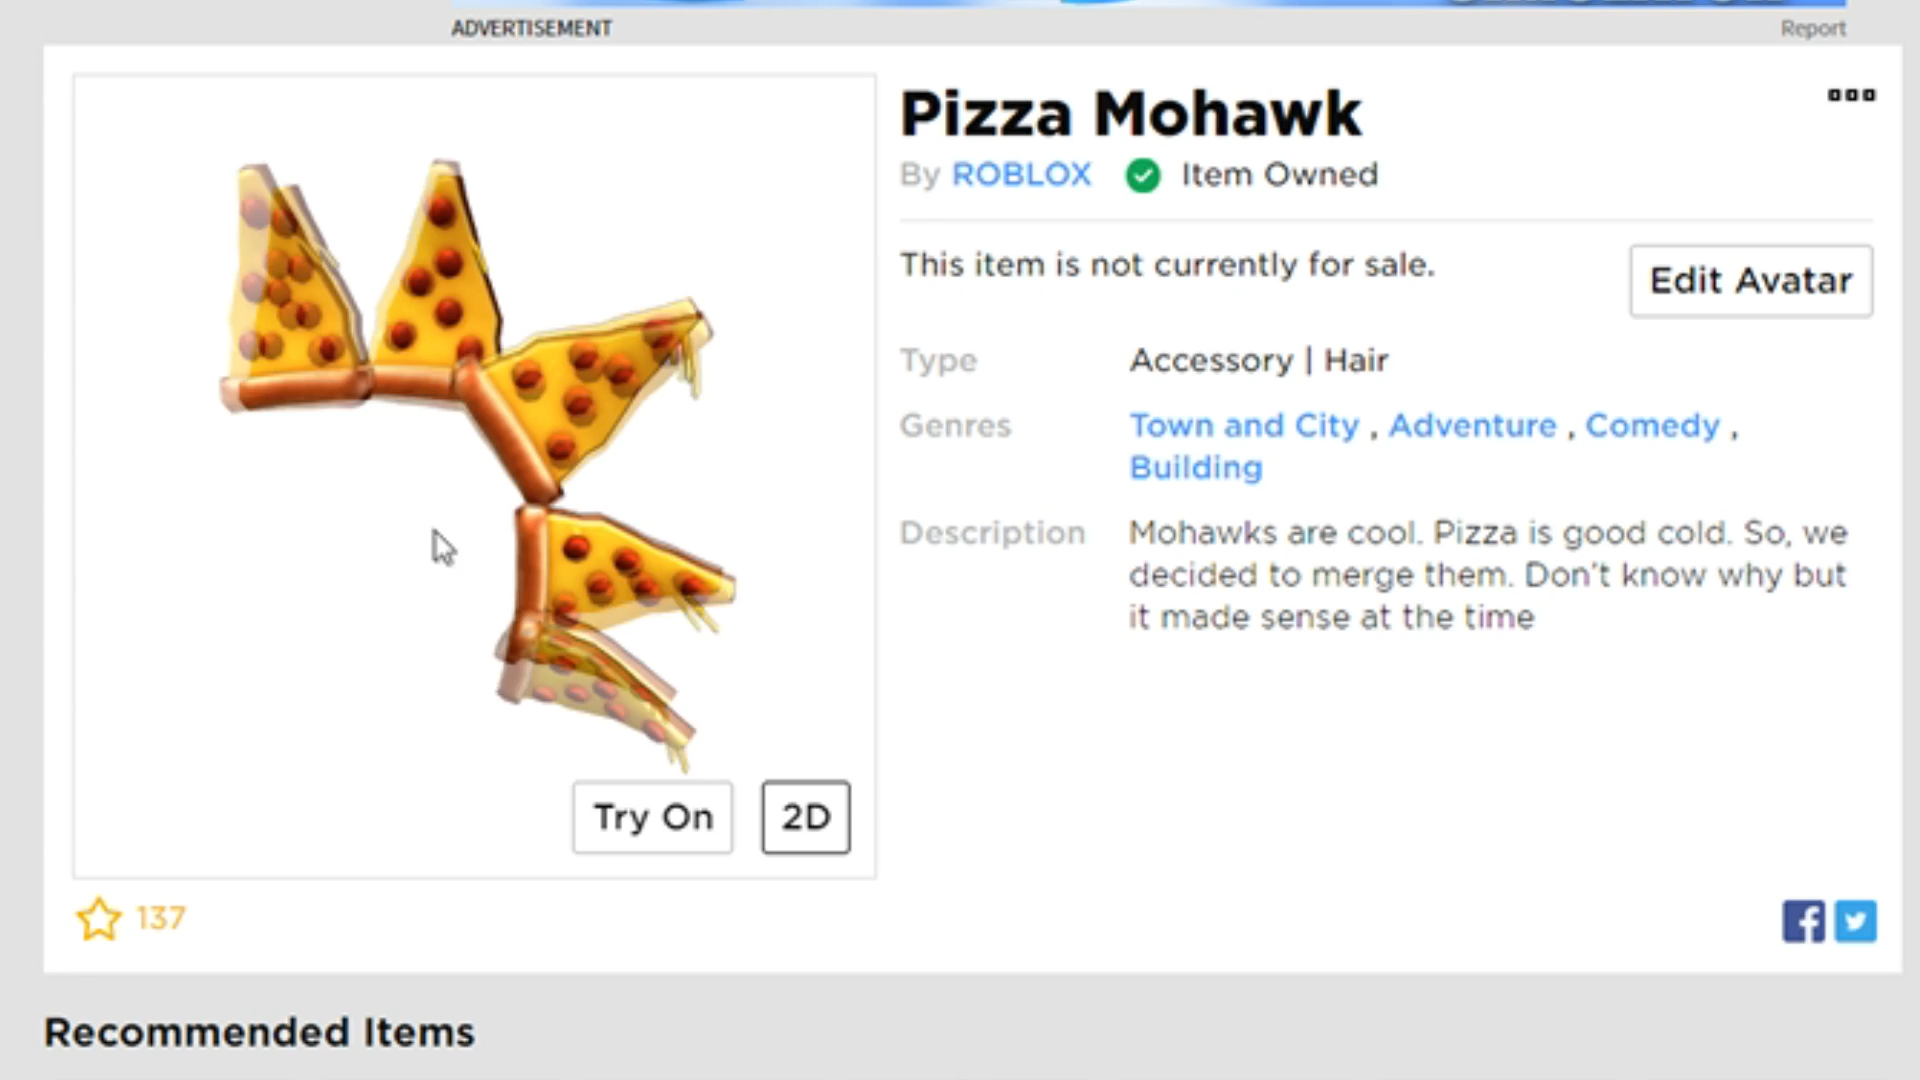 ADVERTISEMENT
Report
Pizza Mohawk
By ROBLOX Item Owned
This item is not currently for sale.
Edit Avatar
Type Accessory | Hair
Genres Town and City , Adventure , Comedy ,
Building
Description Mohawks are cool. Pizza is good cold. So, we
decided to merge them. Don't know why but
it made sense at the time
Try On 2D
137
Recommended Items